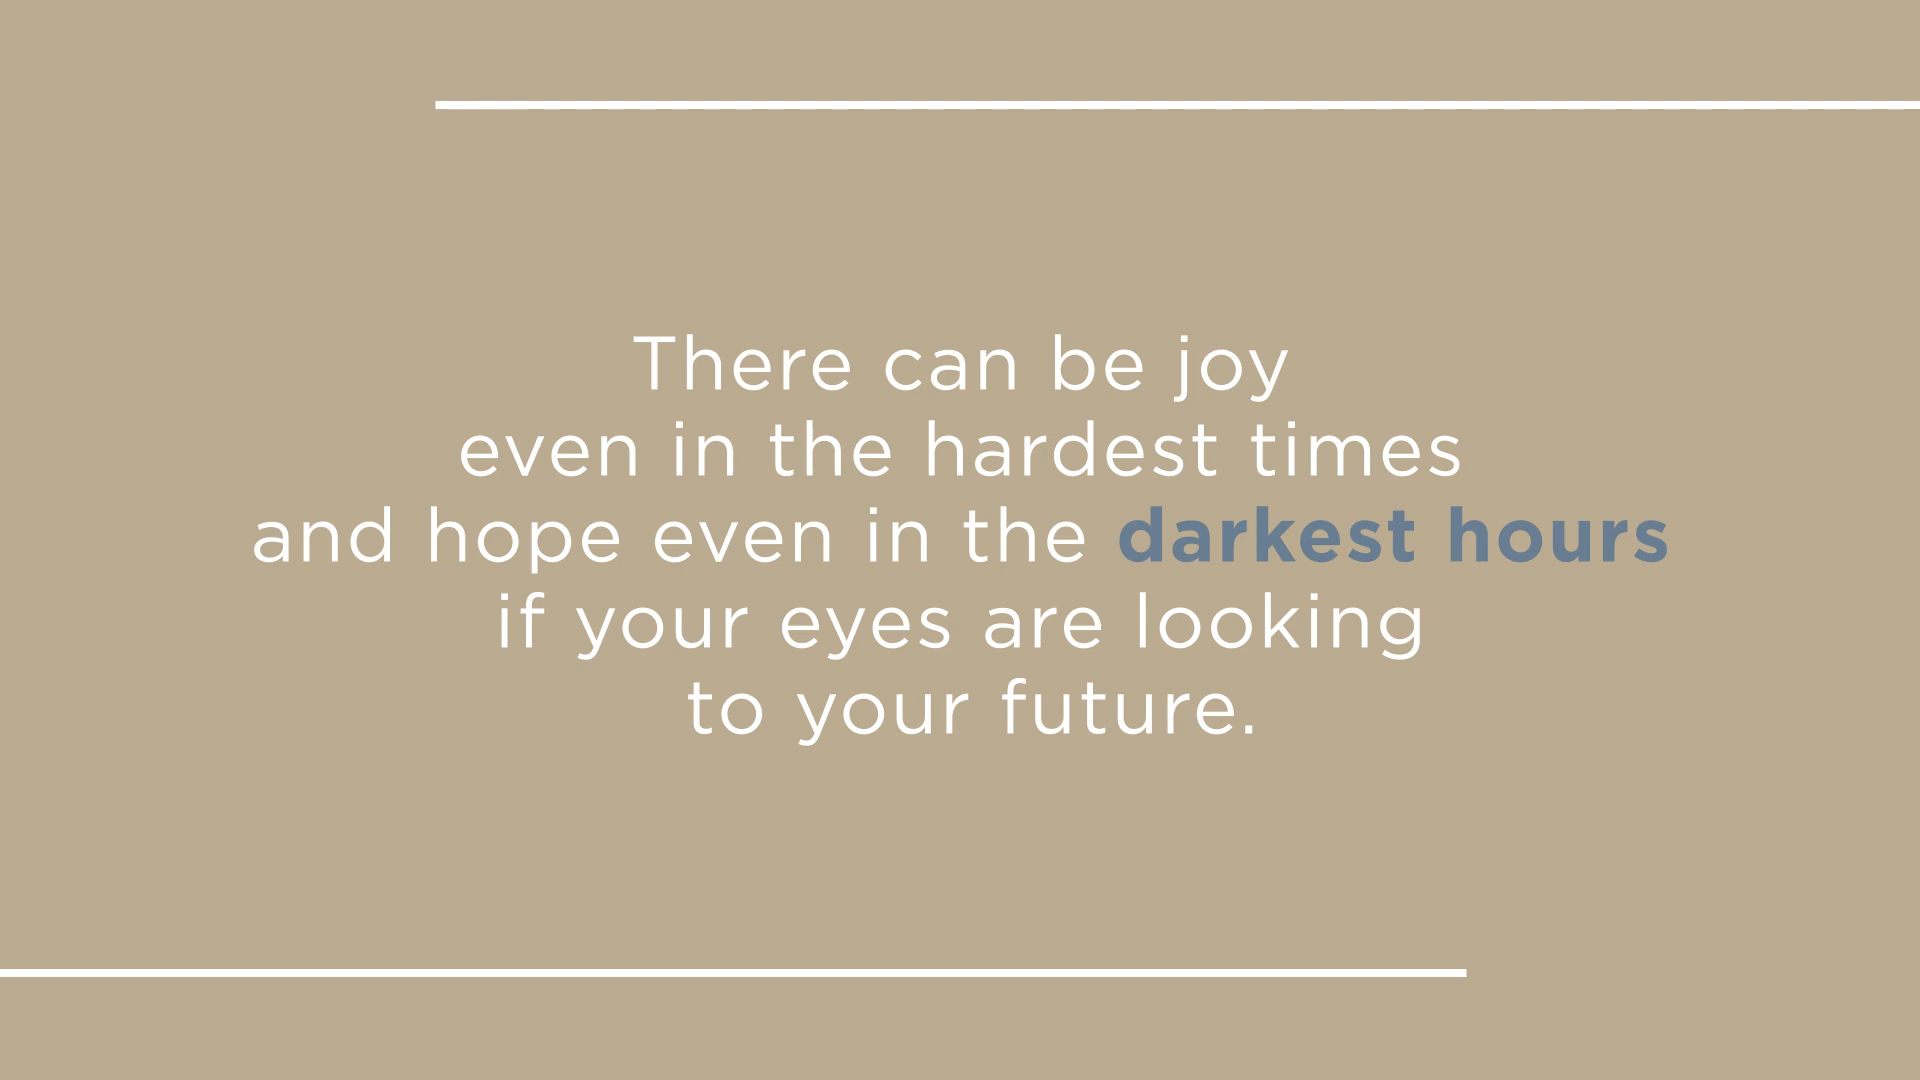 There can be joy
even in the hardest times
and hope even in the darkest hours
if your eyes are looking
to your future.